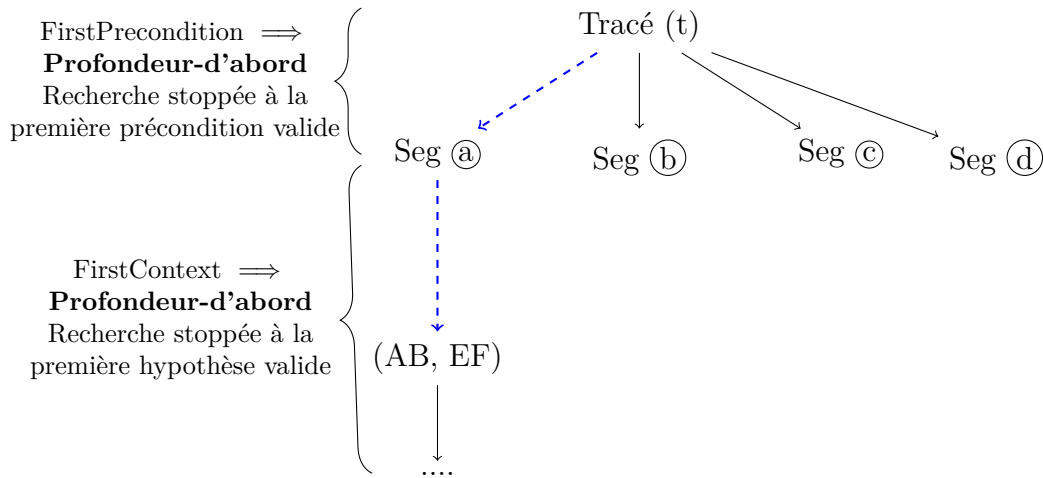 FirstPrecondition ⟹
Profondeur-d'abord
Recherche stoppée à la
première précondition valide
Tracé (t)
Seg ⓐ
Seg ⓑ
Seg ⓒ
Seg ⓓ
FirstContext ⟹
Profondeur-d'abord
Recherche stoppée à la
première hypothèse valide
(AB, EF)
....